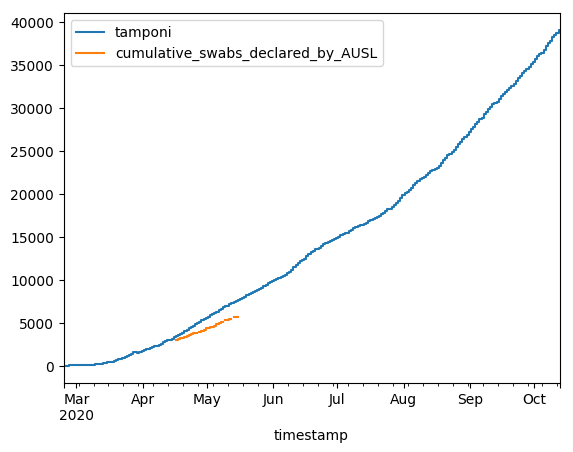 tamponi
cumulative_swabs_declared_by_AUSL
40000
35000
30000
25000
20000
15000
10000
5000
0
Mar Apr May Jun Jul Aug Sep Oct
2020
timestamp